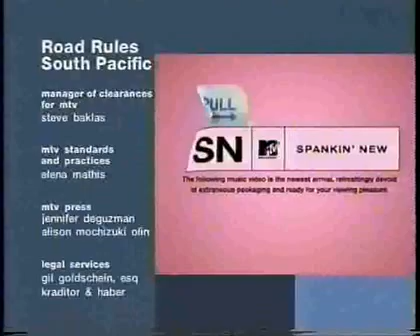 Road Rules
South Pacific
manager of clearances
for mtv
steve baklas
mtv standards
and practices
elena mathis
mtv press
jennifer deguzman
alison mochizuki olin
legal services
gil goldschein, esq
kraditor & haber
PULL
SN
MTV
SPANKIN' NEW
The following music video is the newest arrival, refreshingly devoid
of extraneous packaging and ready for your viewing pleasure.